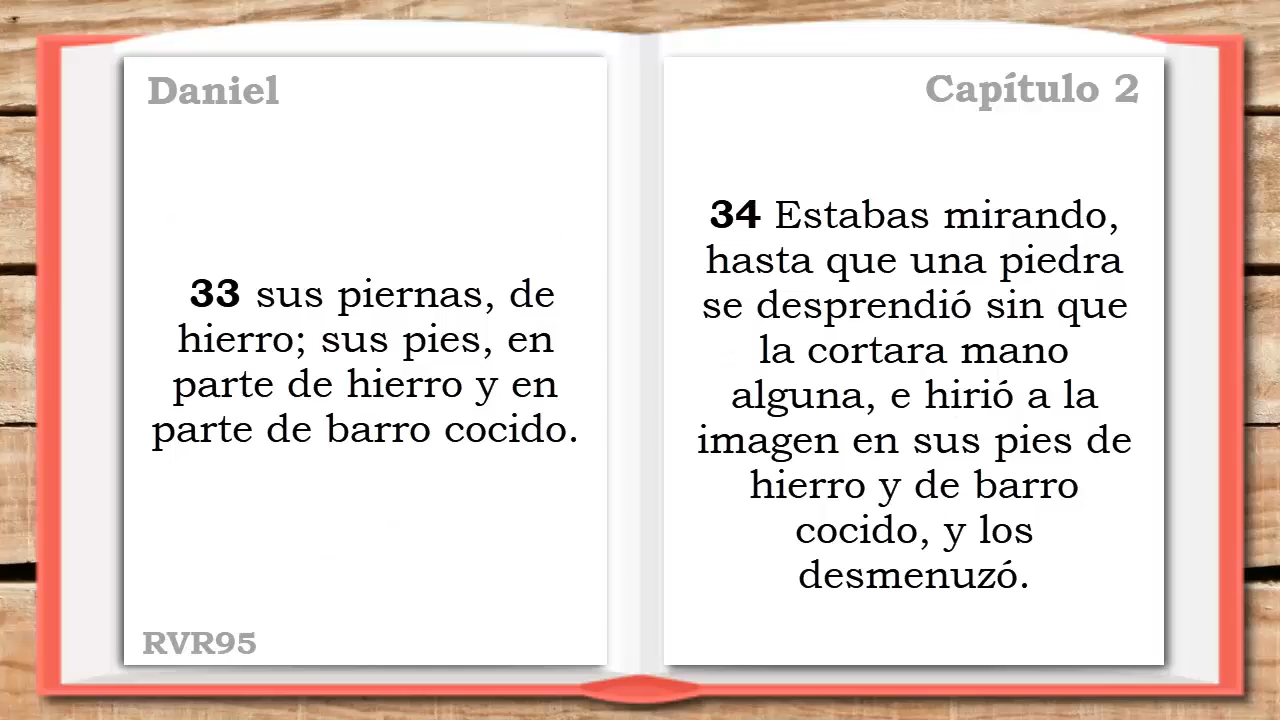 Daniel
33 sus piernas, de
hierro; sus pies, en
parte de hierro y en
parte de barro cocido.
RVR95
Capítulo 2
34 Estabas mirando,
hasta que una piedra
se desprendió sin que
la cortara mano
alguna, e hirió a la
imagen en sus pies de
hierro y de barro
cocido, y los
desmenuzó.